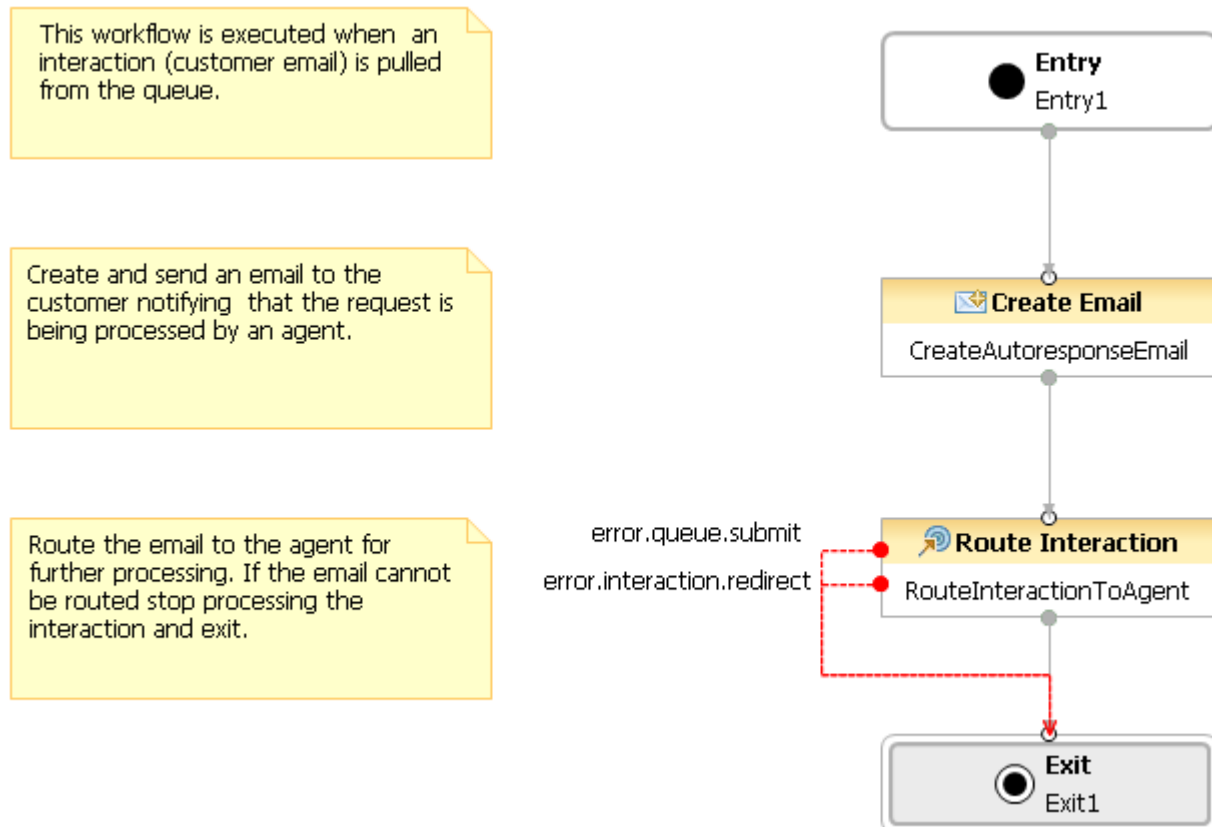 This workflow is executed when an
interaction (customer email) is pulled
from the queue.
Entry
Entry1
Create and send an email to the
customer notifying that the request is
being processed by an agent.
Create Email
CreateAutoresponseEmail
Route the email to the agent for
further processing. If the email cannot
be routed stop processing the
interaction and exit.
error.queue.submit
error.interaction.redirect
Route Interaction
RouteInteractionToAgent
Exit
Exit1